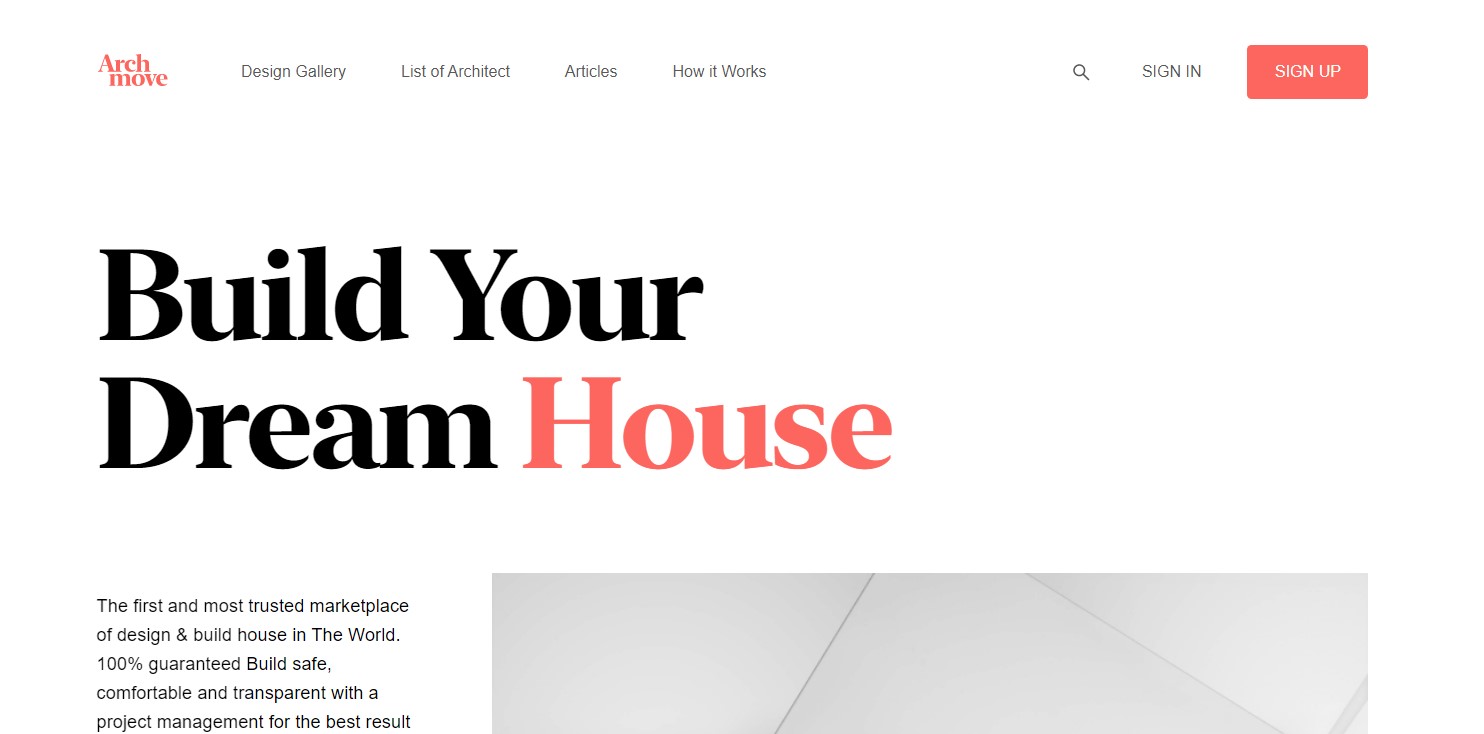 Arch
move
Design Gallery
List of Architect
Articles
How it Works
SIGN IN
SIGN UP
Build Your
Dream House
The first and most trusted marketplace
of design & build house in The World.
100% guaranteed Build safe,
comfortable and transparent with a
project management for the best result